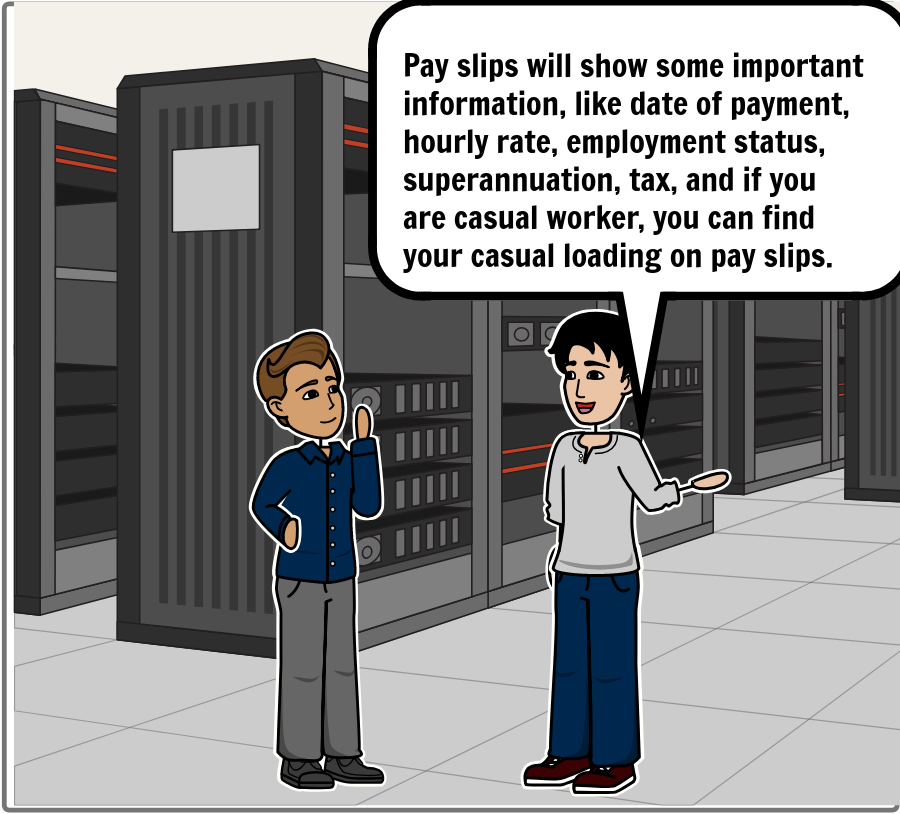 Pay slips will show some important
information, like date of payment,
hourly rate, employment status,
superannuation, tax, and if you
are casual worker, you can find
your casual loading on pay slips.